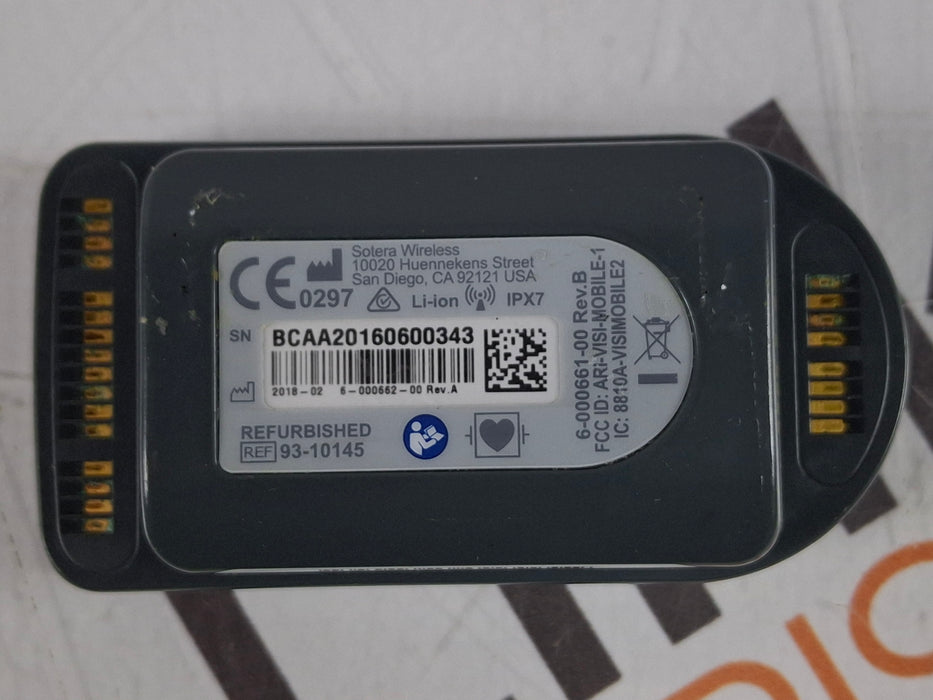 Sotera Wireless
10020 Huennekens Street
San Diego, CA 92121 USA
CE 0297 Li-ion IPX7
SN BCAA20160600343
2018-02 6-000662-00 Rev.A
REFURBISHED
REF 93-10145
6-000661-00 Rev.B
FCC ID: ARI-VISI-MOBILE-1
IC: 8810A-VISIMOBILE2
DIO